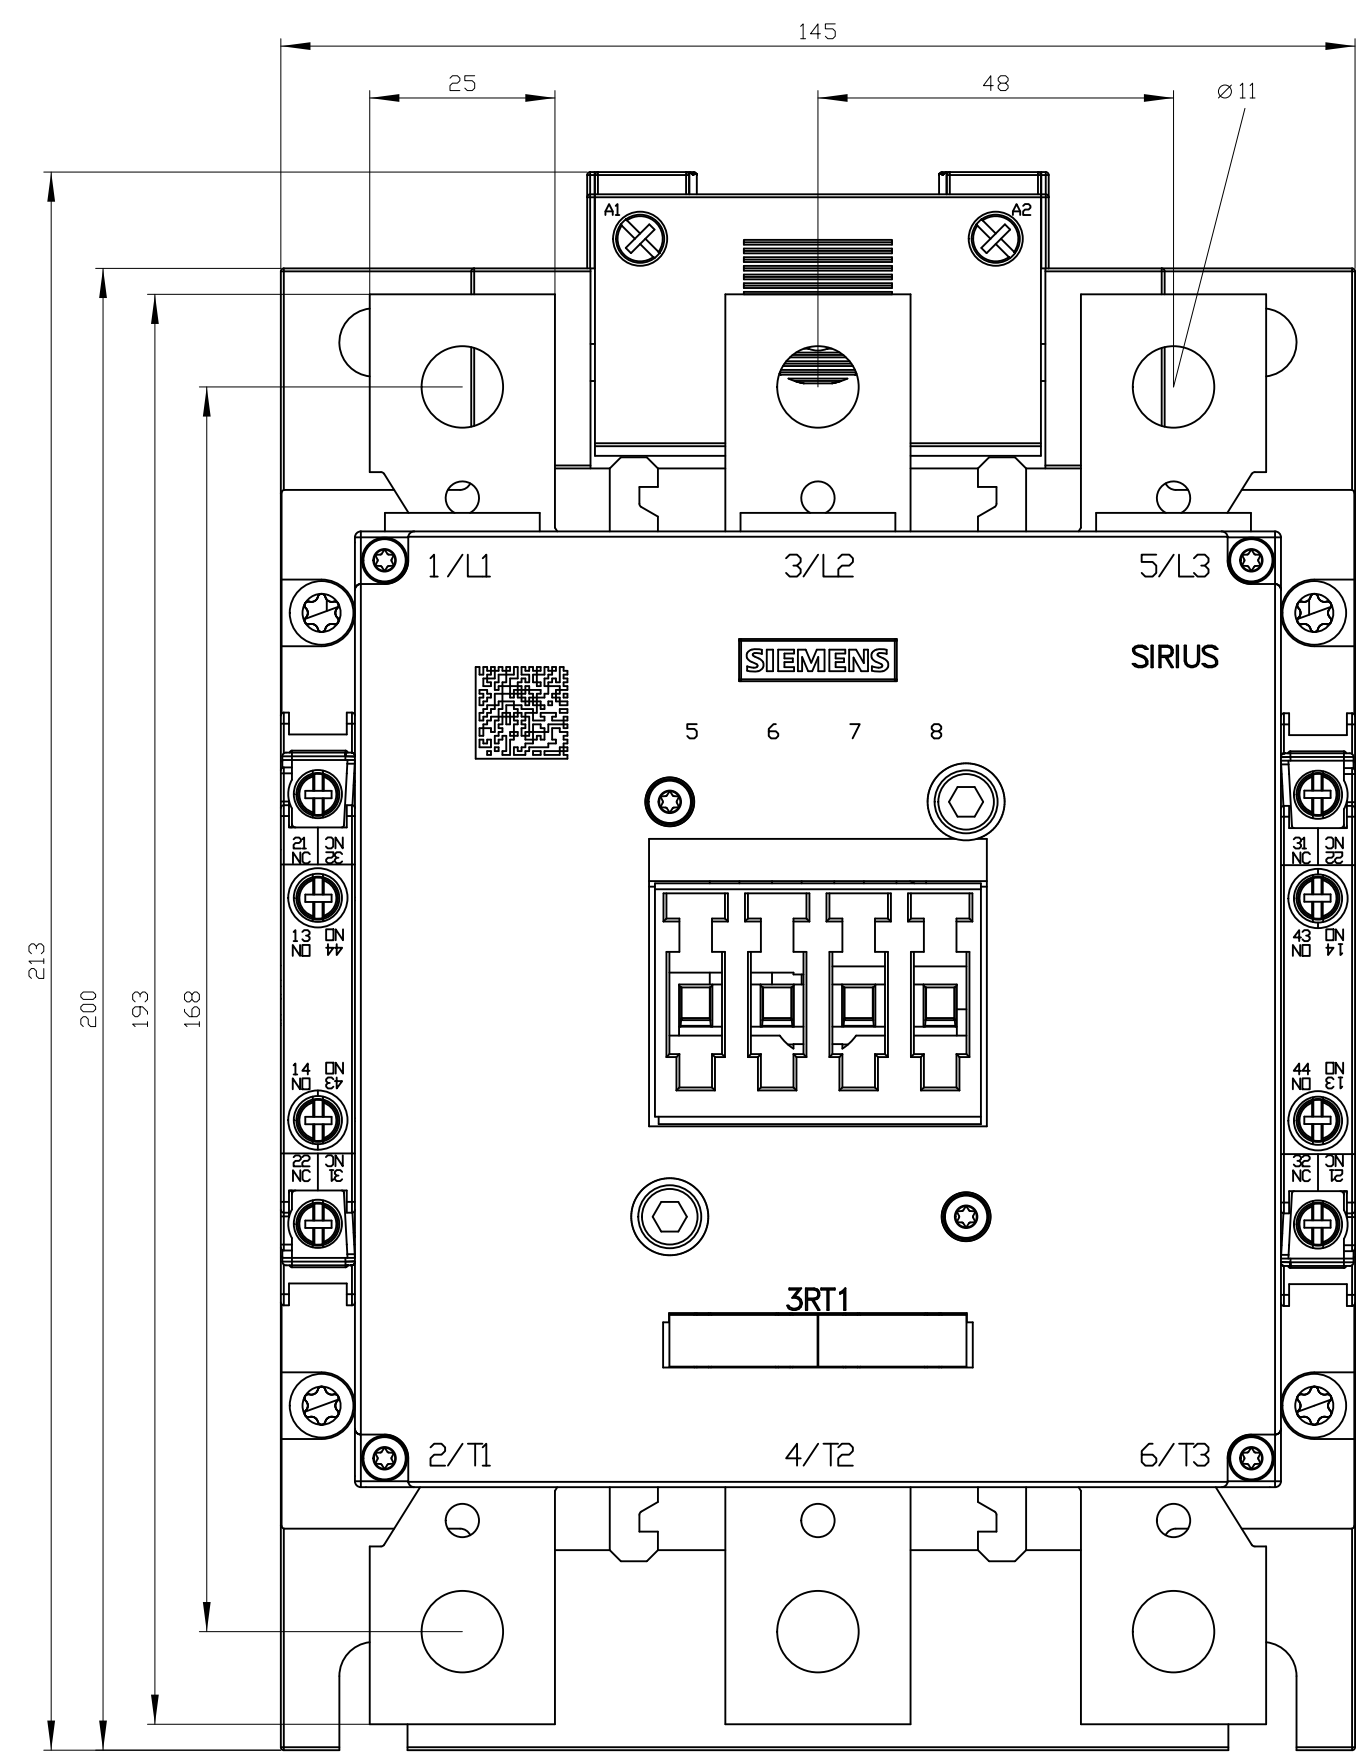 145
25 48 ⌀11
A1 A2
1/L1 3/L2 5/L3
SIEMENS SIRIUS
5 6 7 8
21 NC 32 NC
31 NC 22 NC
13 NO 44 NO
43 NO 14 NO
213
200
193
168
14 NO 43 NO
44 NO 13 NO
22 NC 31 NC
32 NC 21 NC
3RT1
2/T1 4/T2 6/T3